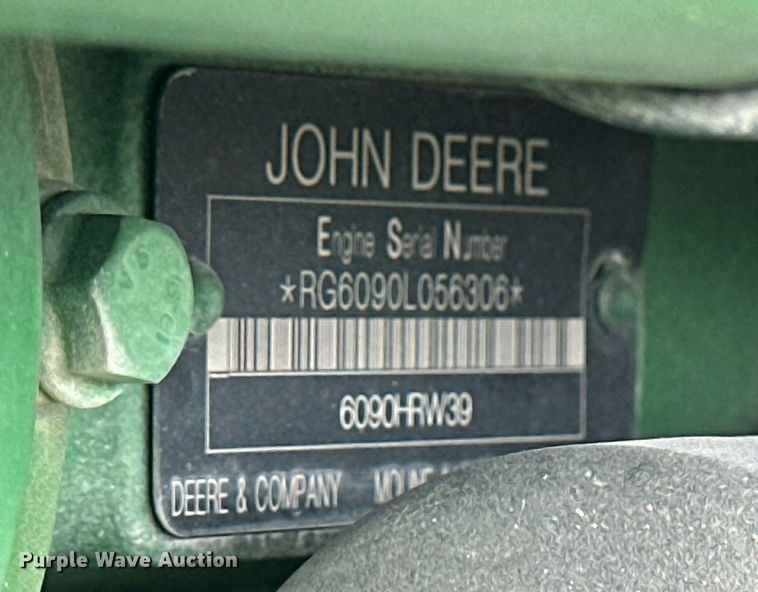 JOHN DEERE
Engine Serial Number
*RG6090L056306*
6090HRW39
DEERE & COMPANY
Purple Wave Auction